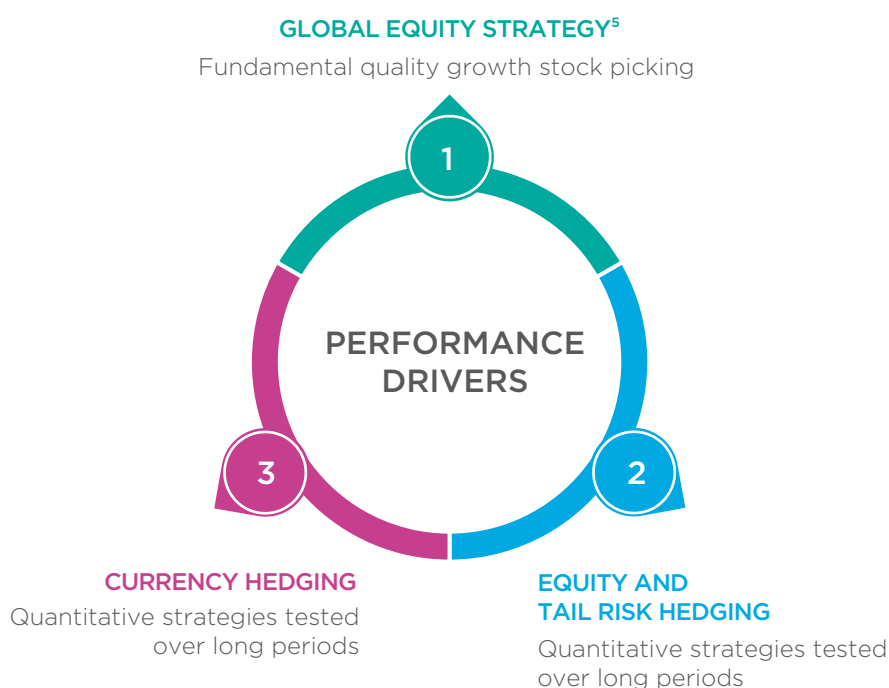 GLOBAL EQUITY STRATEGY⁵
Fundamental quality growth stock picking
1
PERFORMANCE
DRIVERS
3
2
CURRENCY HEDGING
Quantitative strategies tested
over long periods
EQUITY AND
TAIL RISK HEDGING
Quantitative strategies tested
over long periods